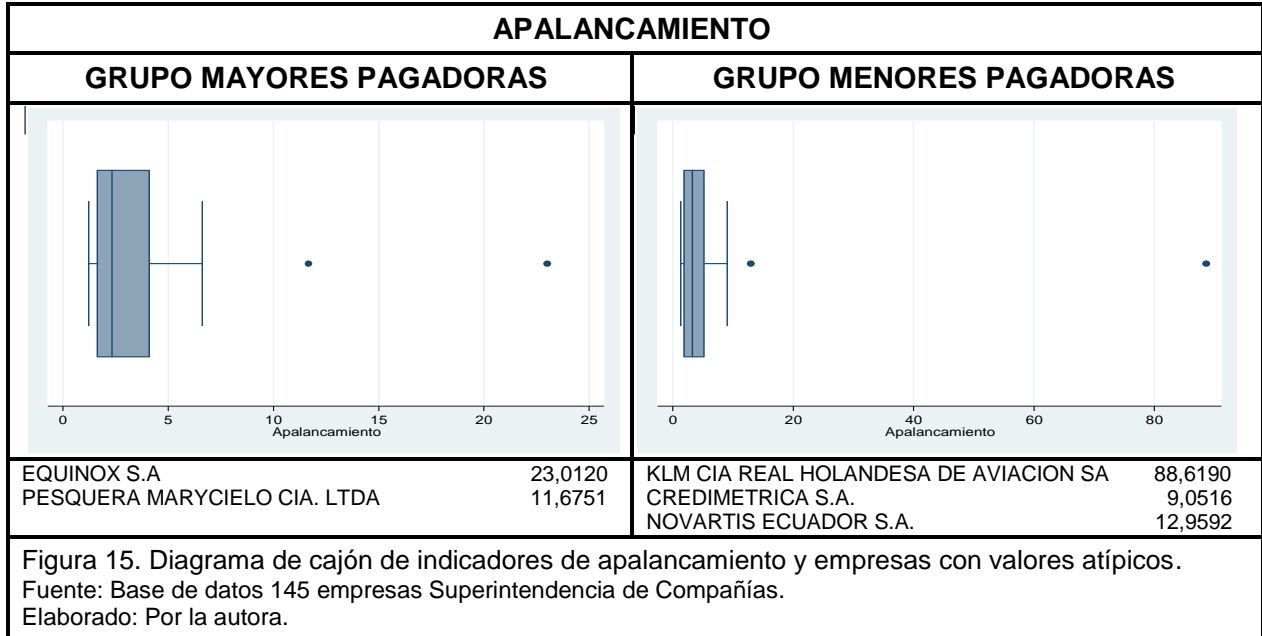 APALANCAMIENTO
GRUPO MAYORES PAGADORAS
GRUPO MENORES PAGADORAS
0 5 10 15 20 25
Apalancamiento
0 20 40 60 80
Apalancamiento
EQUINOX S.A 23,0120
PESQUERA MARYCIELO CIA. LTDA 11,6751
KLM CIA REAL HOLANDESA DE AVIACION SA 88,6190
CREDIMETRICA S.A. 9,0516
NOVARTIS ECUADOR S.A. 12,9592
Figura 15. Diagrama de cajón de indicadores de apalancamiento y empresas con valores atípicos.
Fuente: Base de datos 145 empresas Superintendencia de Compañías.
Elaborado: Por la autora.